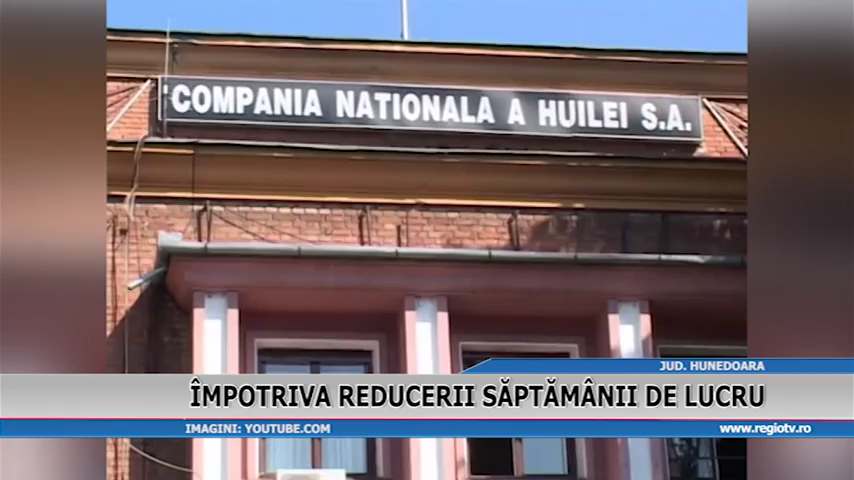 COMPANIA NATIONALA A HUILEI S.A.
JUD. HUNEDOARA
ÎMPOTRIVA REDUCERII SĂPTĂMÂNII DE LUCRU
IMAGINI: YOUTUBE.COM
www.regiotv.ro